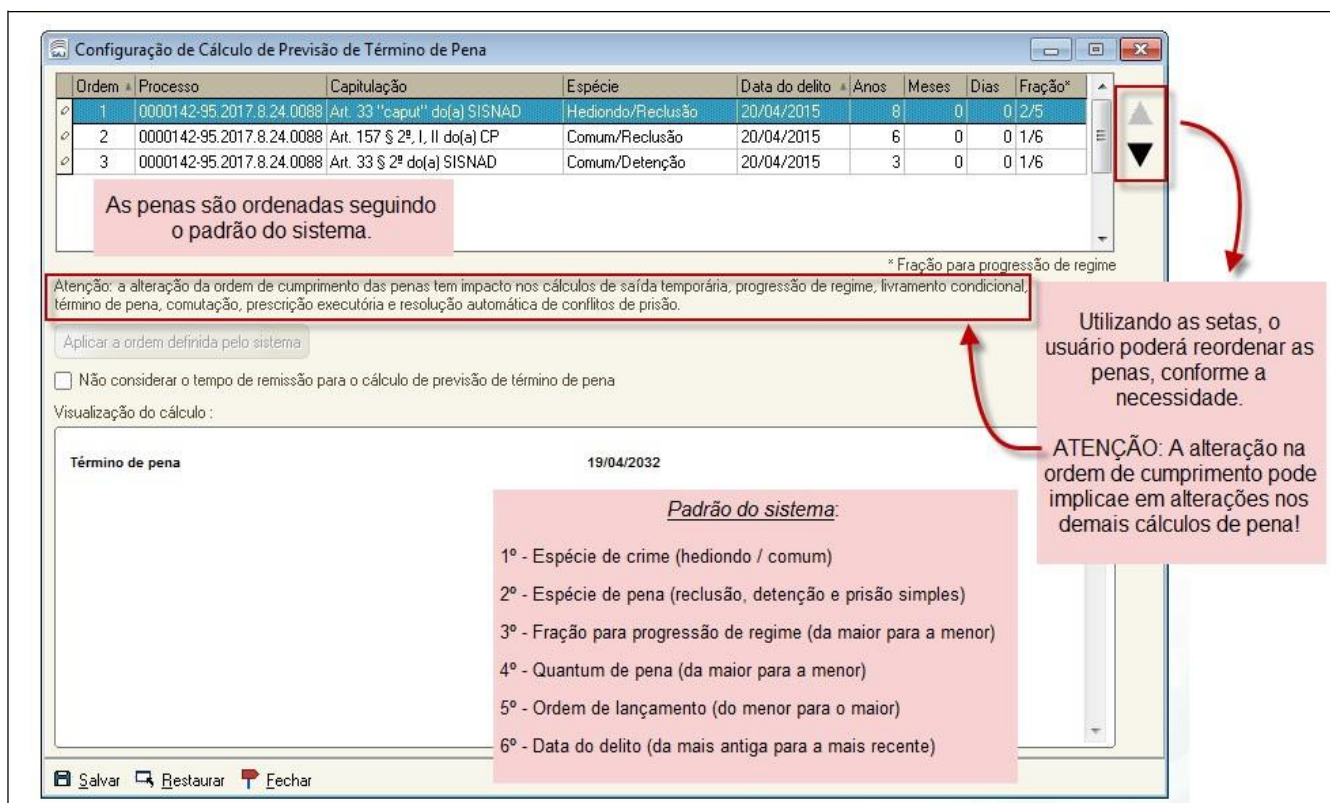 Configuração de Cálculo de Previsão de Término de Pena
Ordem Processo Capitulação Espécie Data do delito Anos Meses Dias Fração*
1 0000142-95.2017.8.24.0088 Art. 33 "caput" do(a) SISNAD Hediondo/Reclusão 20/04/2015 8 0 0 2/5
2 0000142-95.2017.8.24.0088 Art. 157 § 2º, I, II do(a) CP Comum/Reclusão 20/04/2015 6 0 0 1/6
3 0000142-95.2017.8.24.0088 Art. 33 § 2º do(a) SISNAD Comum/Detenção 20/04/2015 3 0 0 1/6
As penas são ordenadas seguindo
o padrão do sistema.
* Fração para progressão de regime
Atenção: a alteração da ordem de cumprimento das penas tem impacto nos cálculos de saída temporária, progressão de regime, livramento condicional,
término de pena, comutação, prescrição executória e resolução automática de conflitos de prisão.
Aplicar a ordem definida pelo sistema
Não considerar o tempo de remissão para o cálculo de previsão de término de pena
Visualização do cálculo :
Término de pena 19/04/2032
Utilizando as setas, o
usuário poderá reordenar as
penas, conforme a
necessidade.
ATENÇÃO: A alteração na
ordem de cumprimento pode
implicae em alterações nos
demais cálculos de pena!
Padrão do sistema:
1º - Espécie de crime (hediondo / comum)
2º - Espécie de pena (reclusão, detenção e prisão simples)
3º - Fração para progressão de regime (da maior para a menor)
4º - Quantum de pena (da maior para a menor)
5º - Ordem de lançamento (do menor para o maior)
6º - Data do delito (da mais antiga para a mais recente)
Salvar Restaurar Fechar